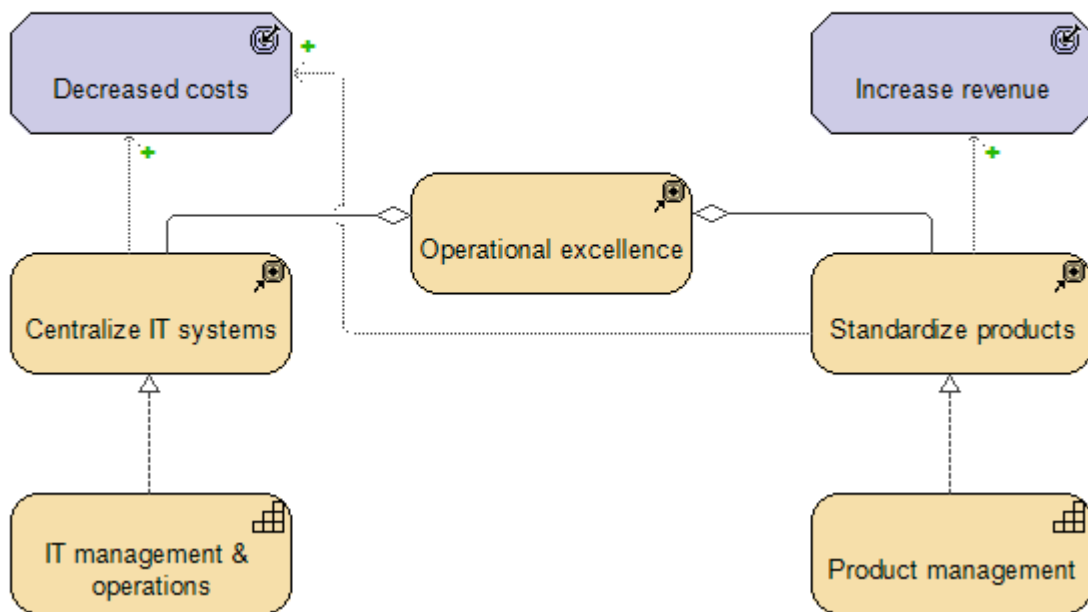 +
Decreased costs
Increase revenue
+
+
Operational excellence
Centralize IT systems
Standardize products
IT management &
operations
Product management